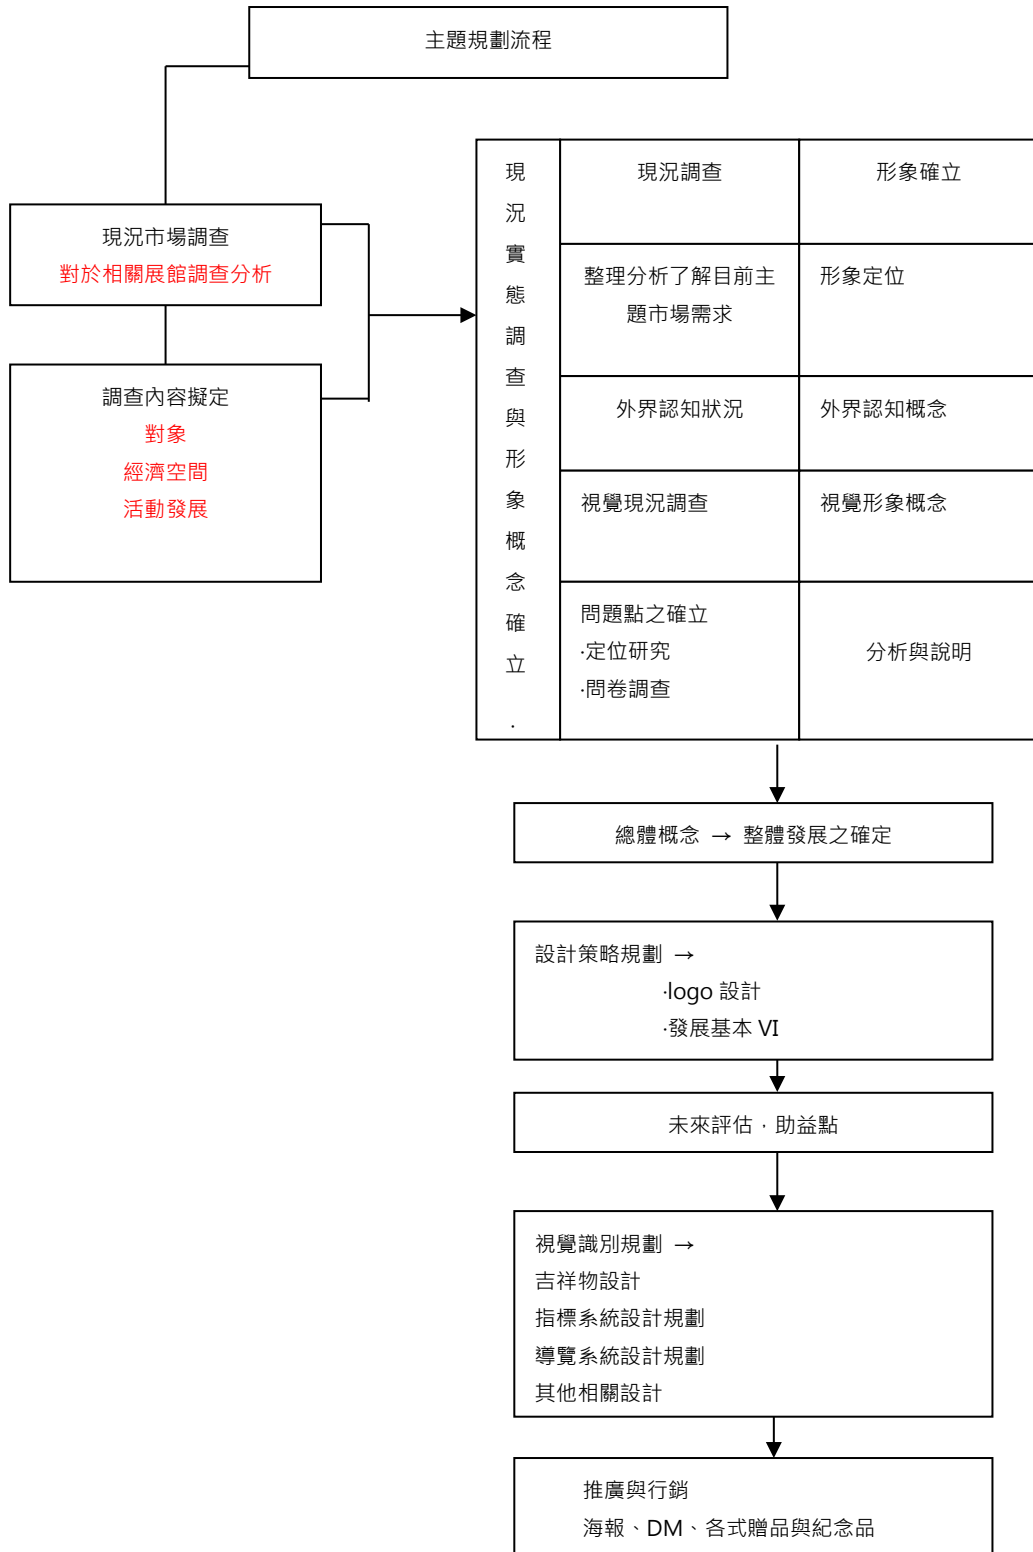 主題規劃流程
現況市場調查
對於相關展館調查分析
調查內容擬定
對象
經濟空間
活動發展
現
況
實
態
調
查
與
形
象
概
念
確
立
.
現況調查
形象確立
整理分析了解目前主
題市場需求
形象定位
外界認知狀況
外界認知概念
視覺現況調查
視覺形象概念
問題點之確立
·定位研究
·問卷調查
分析與說明
總體概念 → 整體發展之確定
設計策略規劃 →
·logo 設計
·發展基本 VI
未來評估．助益點
視覺識別規劃 →
吉祥物設計
指標系統設計規劃
導覽系統設計規劃
其他相關設計
推廣與行銷
海報、DM、各式贈品與紀念品